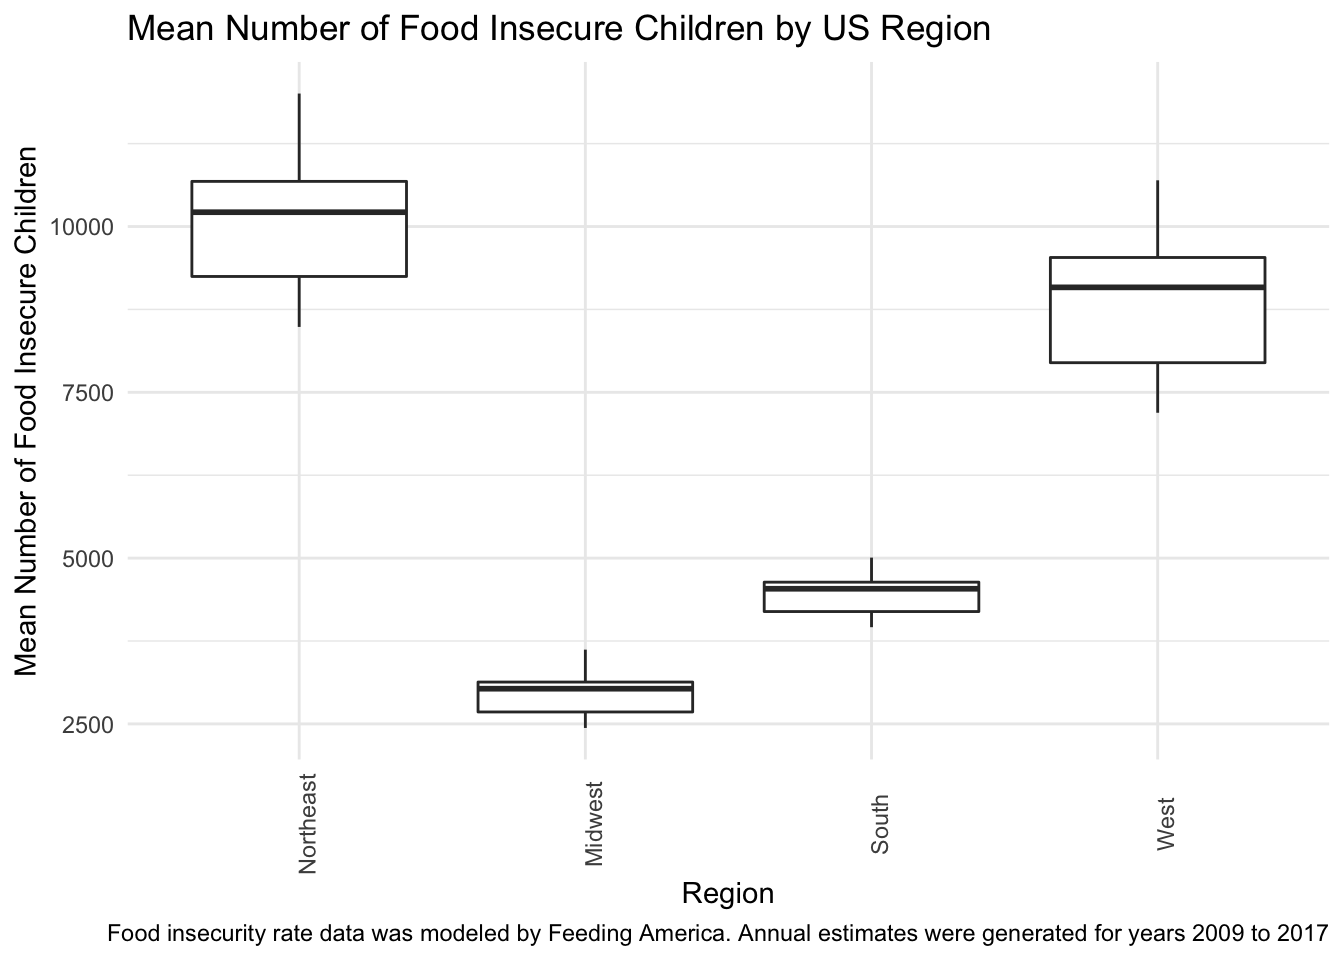 Mean Number of Food Insecure Children by US Region
Mean Number of Food Insecure Children
10000
7500
5000
2500
Northeast
Midwest
South
West
Region
Food insecurity rate data was modeled by Feeding America. Annual estimates were generated for years 2009 to 2017